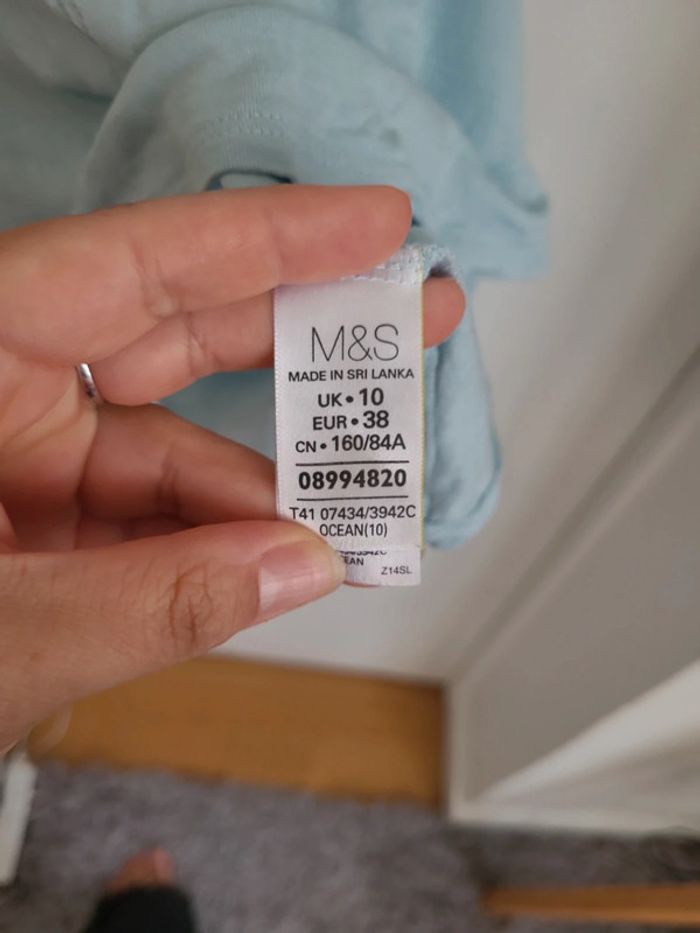 M&S
MADE IN SRI LANKA
UK • 10
EUR • 38
CN • 160/84A
08994820
T41 07434/3942C
OCEAN(10)
Z14SL